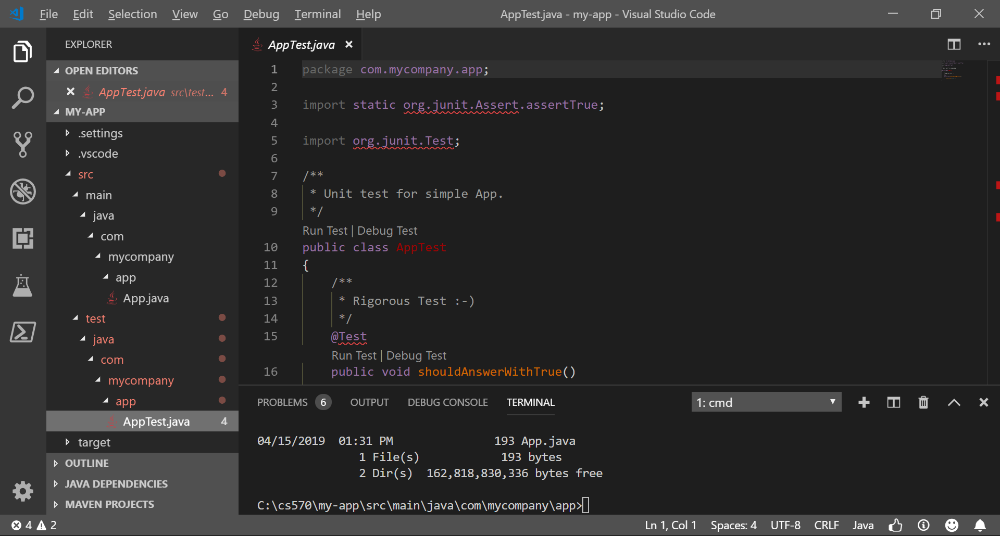 File Edit Selection View Go Debug Terminal Help AppTest.java - my-app - Visual Studio Code
EXPLORER
OPEN EDITORS
AppTest.java src\test... 4
MY-APP
.settings
.vscode
src
main
java
com
mycompany
app
App.java
test
java
com
mycompany
app
AppTest.java 4
target
OUTLINE
JAVA DEPENDENCIES
MAVEN PROJECTS
AppTest.java
1 package com.mycompany.app;
2
3 import static org.junit.Assert.assertTrue;
4
5 import org.junit.Test;
6
7 /**
8 * Unit test for simple App.
9 */
Run Test | Debug Test
10 public class AppTest
11 {
12 /**
13 * Rigorous Test :-)
14 */
15 @Test
Run Test | Debug Test
16 public void shouldAnswerWithTrue()
PROBLEMS 6 OUTPUT DEBUG CONSOLE TERMINAL 1: cmd
04/15/2019 01:31 PM 193 App.java
1 File(s) 193 bytes
2 Dir(s) 162,818,830,336 bytes free
C:\cs570\my-app\src\main\java\com\mycompany\app>
4 2 Ln 1, Col 1 Spaces: 4 UTF-8 CRLF Java